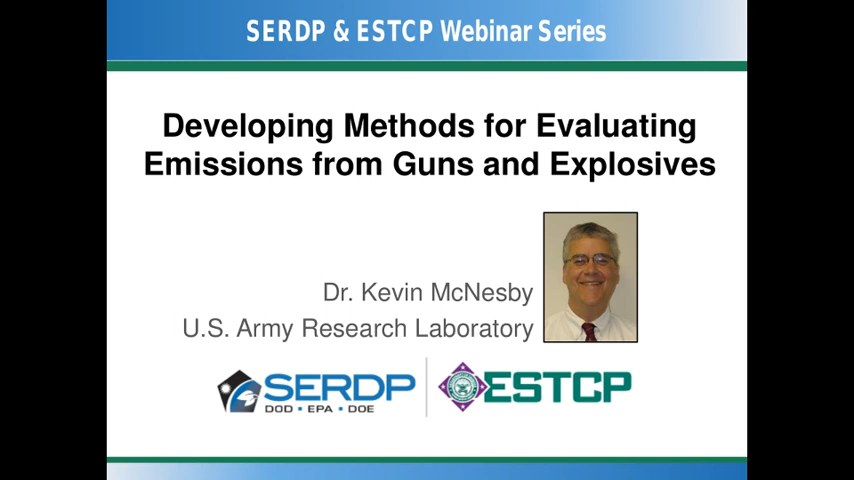 SERDP & ESTCP Webinar Series
Developing Methods for Evaluating
Emissions from Guns and Explosives
Dr. Kevin McNesby
U.S. Army Research Laboratory
SERDP
DOD • EPA • DOE
ESTCP